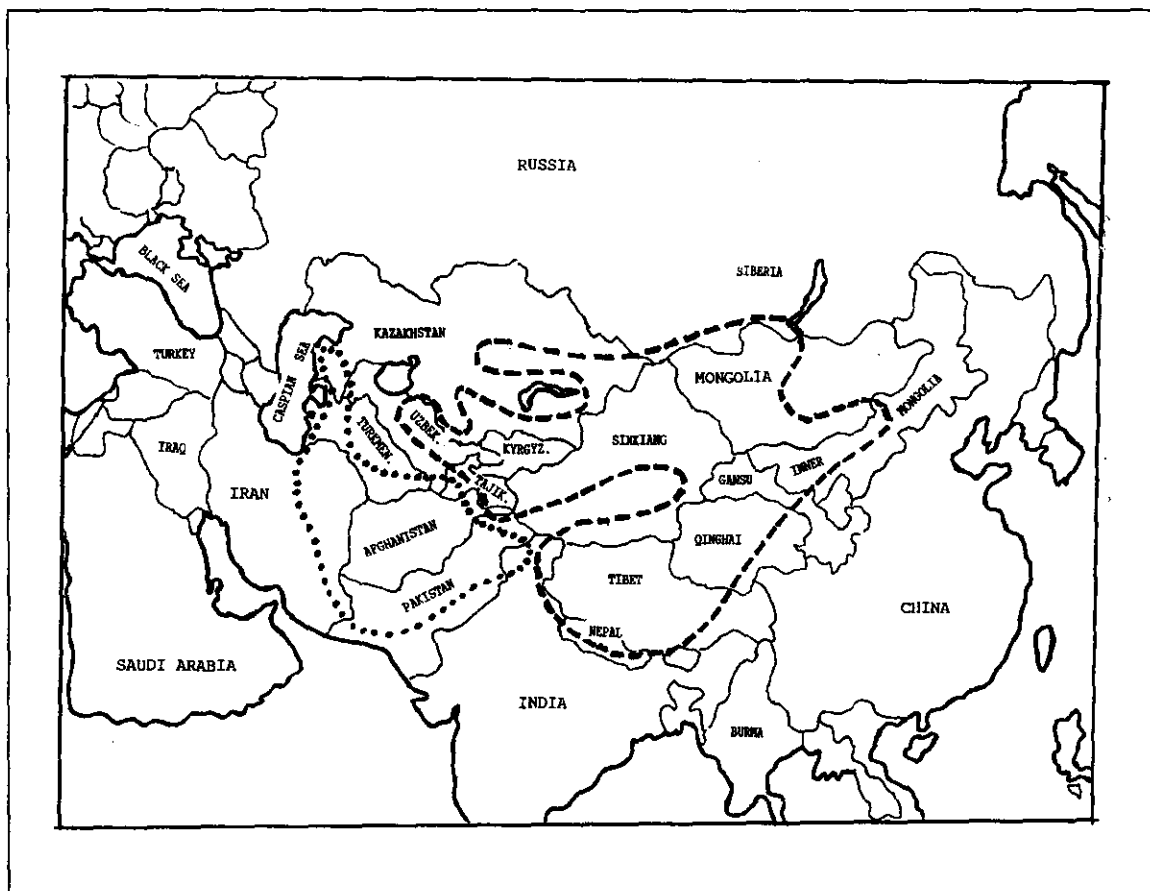 RUSSIA
SIBERIA
BLACK SEA
KAZAKHSTAN
TURKEY
CASPIAN SEA
MONGOLIA
MONGOLIA
UZBEK.
TURKMEN.
KYRGYZ.
SINXIANG
IRAQ
INNER
GANSU
TAJIK.
IRAN
AFGHANISTAN
QINGHAI
TIBET
PAKISTAN
CHINA
NEPAL
SAUDI ARABIA
INDIA
BURMA